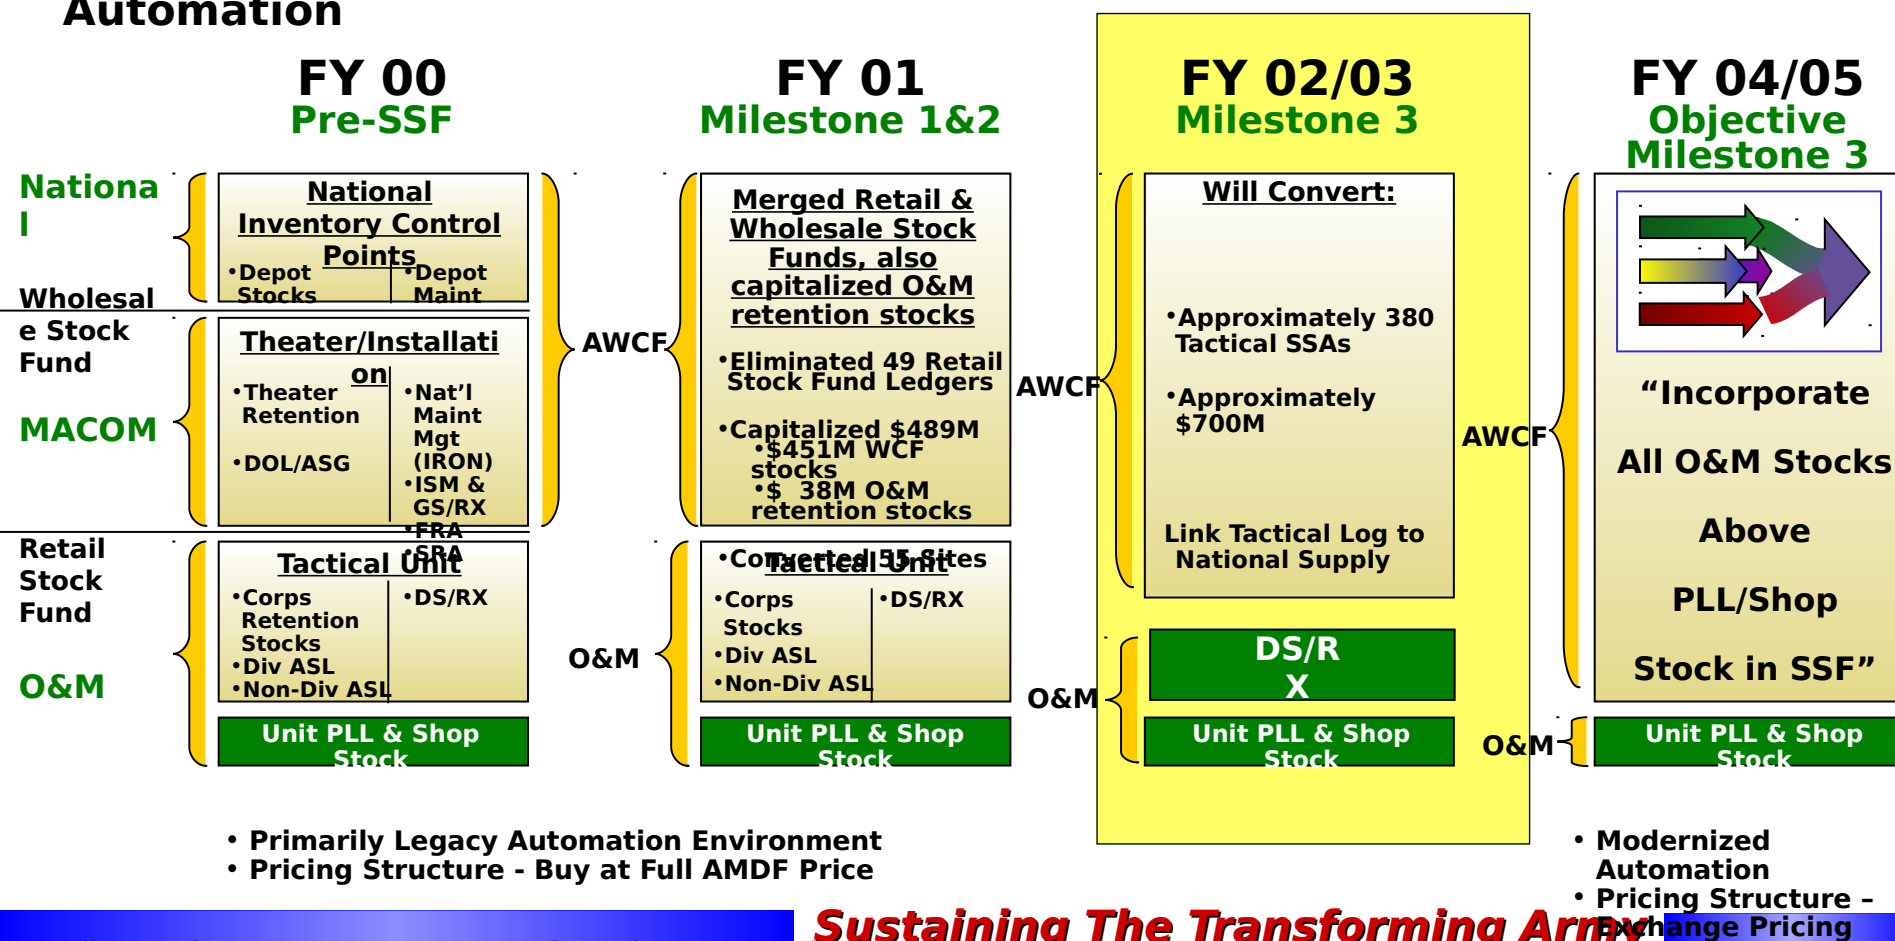 Automation
FY 00
Pre-SSF
FY 01
Milestone 1&2
FY 02/03
Milestone 3
FY 04/05
Objective
Milestone 3
Nationa
l
Wholesal
e Stock
Fund
MACOM
Retail
Stock
Fund
O&M
National
Inventory Control
Points
•Depot
Stocks
•Depot
Maint
Theater/Installati
on
•Theater
Retention
•DOL/ASG
•Nat’l
Maint
Mgt
(IRON)
•ISM &
GS/RX
•FRA
•SRA
Tactical Unit
•Corps
Retention
Stocks
•Div ASL
•Non-Div ASL
•DS/RX
Unit PLL & Shop
Stock
AWCF
Merged Retail &
Wholesale Stock
Funds, also
capitalized O&M
retention stocks
•Eliminated 49 Retail
Stock Fund Ledgers
•Capitalized $489M
•$451M WCF
stocks
•$  38M O&M
retention stocks
•Converted 55 Sites
Tactical Unit
•Corps
Stocks
•Div ASL
•Non-Div ASL
•DS/RX
O&M
Unit PLL & Shop
Stock
AWCF
Will Convert:
•Approximately 380
Tactical SSAs
•Approximately
$700M
Link Tactical Log to
National Supply
O&M
DS/R
X
Unit PLL & Shop
Stock
AWCF
“Incorporate
All O&M Stocks
Above
PLL/Shop
Stock in SSF”
O&M
Unit PLL & Shop
Stock
• Primarily Legacy Automation Environment
• Pricing Structure - Buy at Full AMDF Price
• Modernized
Automation
• Pricing Structure –
Exchange Pricing
Sustaining The Transforming Army